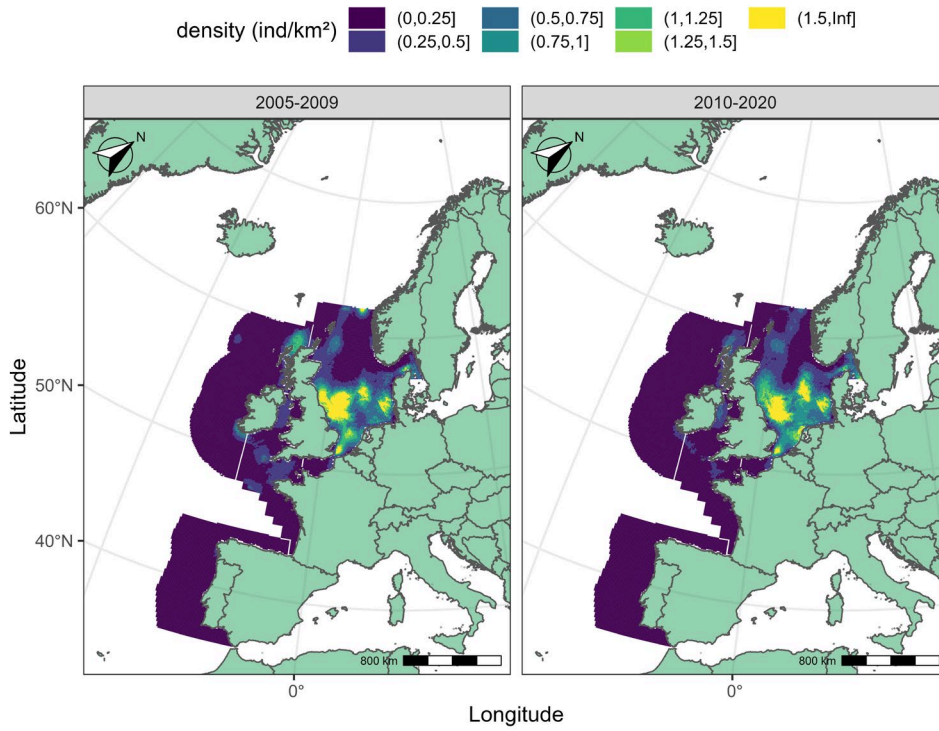 density (ind/km²)
(0,0.25] (0.5,0.75] (1,1.25] (1.5,Inf]
(0.25,0.5] (0.75,1] (1.25,1.5]
2005-2009 2010-2020
N N
60°N
50°N
40°N
Latitude
800 Km 800 Km
0° 0°
Longitude